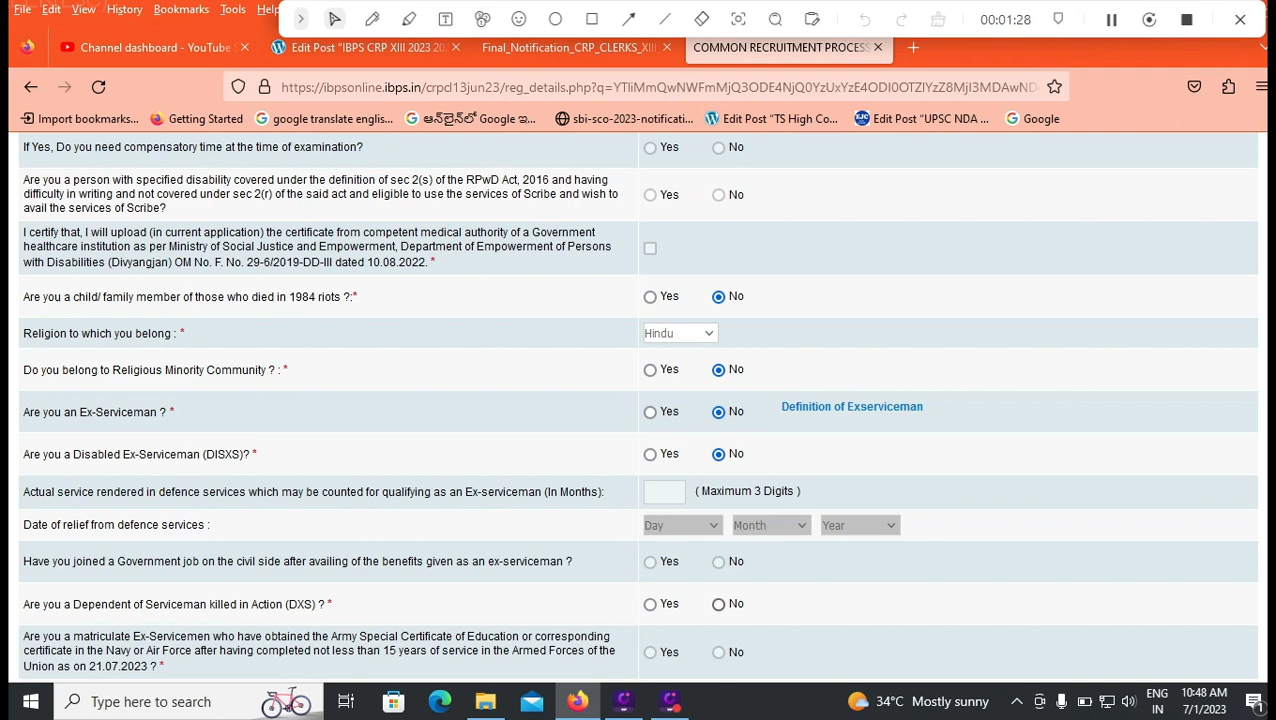 File Edit View History Bookmarks Tools Help
00:01:28
Channel dashboard - YouTube S
Edit Post "IBPS CRP XIII 2023 202
Final_Notification_CRP_CLERKS_XIII
COMMON RECRUITMENT PROCESS
https://ibpsonline.ibps.in/crpcl13jun23/reg_details.php?
Import bookmarks...
Getting Started
google translate englis...
ఆన్‌లైన్‌లో Google ఇ...
sbi-sco-2023-notificati...
Edit Post "TS High Co...
Edit Post "UPSC NDA ...
Google
If Yes, Do you need compensatory time at the time of examination?
Yes No
Are you a person with specified disability covered under the definition of sec 2(s) of the RPwD Act, 2016 and having
difficulty in writing and not covered under sec 2(r) of the said act and eligible to use the services of Scribe and wish to
avail the services of Scribe?
Yes No
I certify that, I will upload (in current application) the certificate from competent medical authority of a Government
healthcare institution as per Ministry of Social Justice and Empowerment, Department of Empowerment of Persons
with Disabilities (Divyangjan) OM No. F. No. 29-6/2019-DD-III dated 10.08.2022. *
Are you a child/ family member of those who died in 1984 riots ?:*
Yes No
Religion to which you belong : *
Hindu
Do you belong to Religious Minority Community ? : *
Yes No
Are you an Ex-Serviceman ? *
Yes No Definition of Exserviceman
Are you a Disabled Ex-Serviceman (DISXS)? *
Yes No
Actual service rendered in defence services which may be counted for qualifying as an Ex-serviceman (In Months):
( Maximum 3 Digits )
Date of relief from defence services :
Day Month Year
Have you joined a Government job on the civil side after availing of the benefits given as an ex-serviceman ?
Yes No
Are you a Dependent of Serviceman killed in Action (DXS) ? *
Yes No
Are you a matriculate Ex-Servicemen who have obtained the Army Special Certificate of Education or corresponding
certificate in the Navy or Air Force after having completed not less than 15 years of service in the Armed Forces of the
Union as on 21.07.2023 ? *
Yes No
Type here to search
34°C Mostly sunny
ENG
IN
10:48 AM
7/1/2023
1